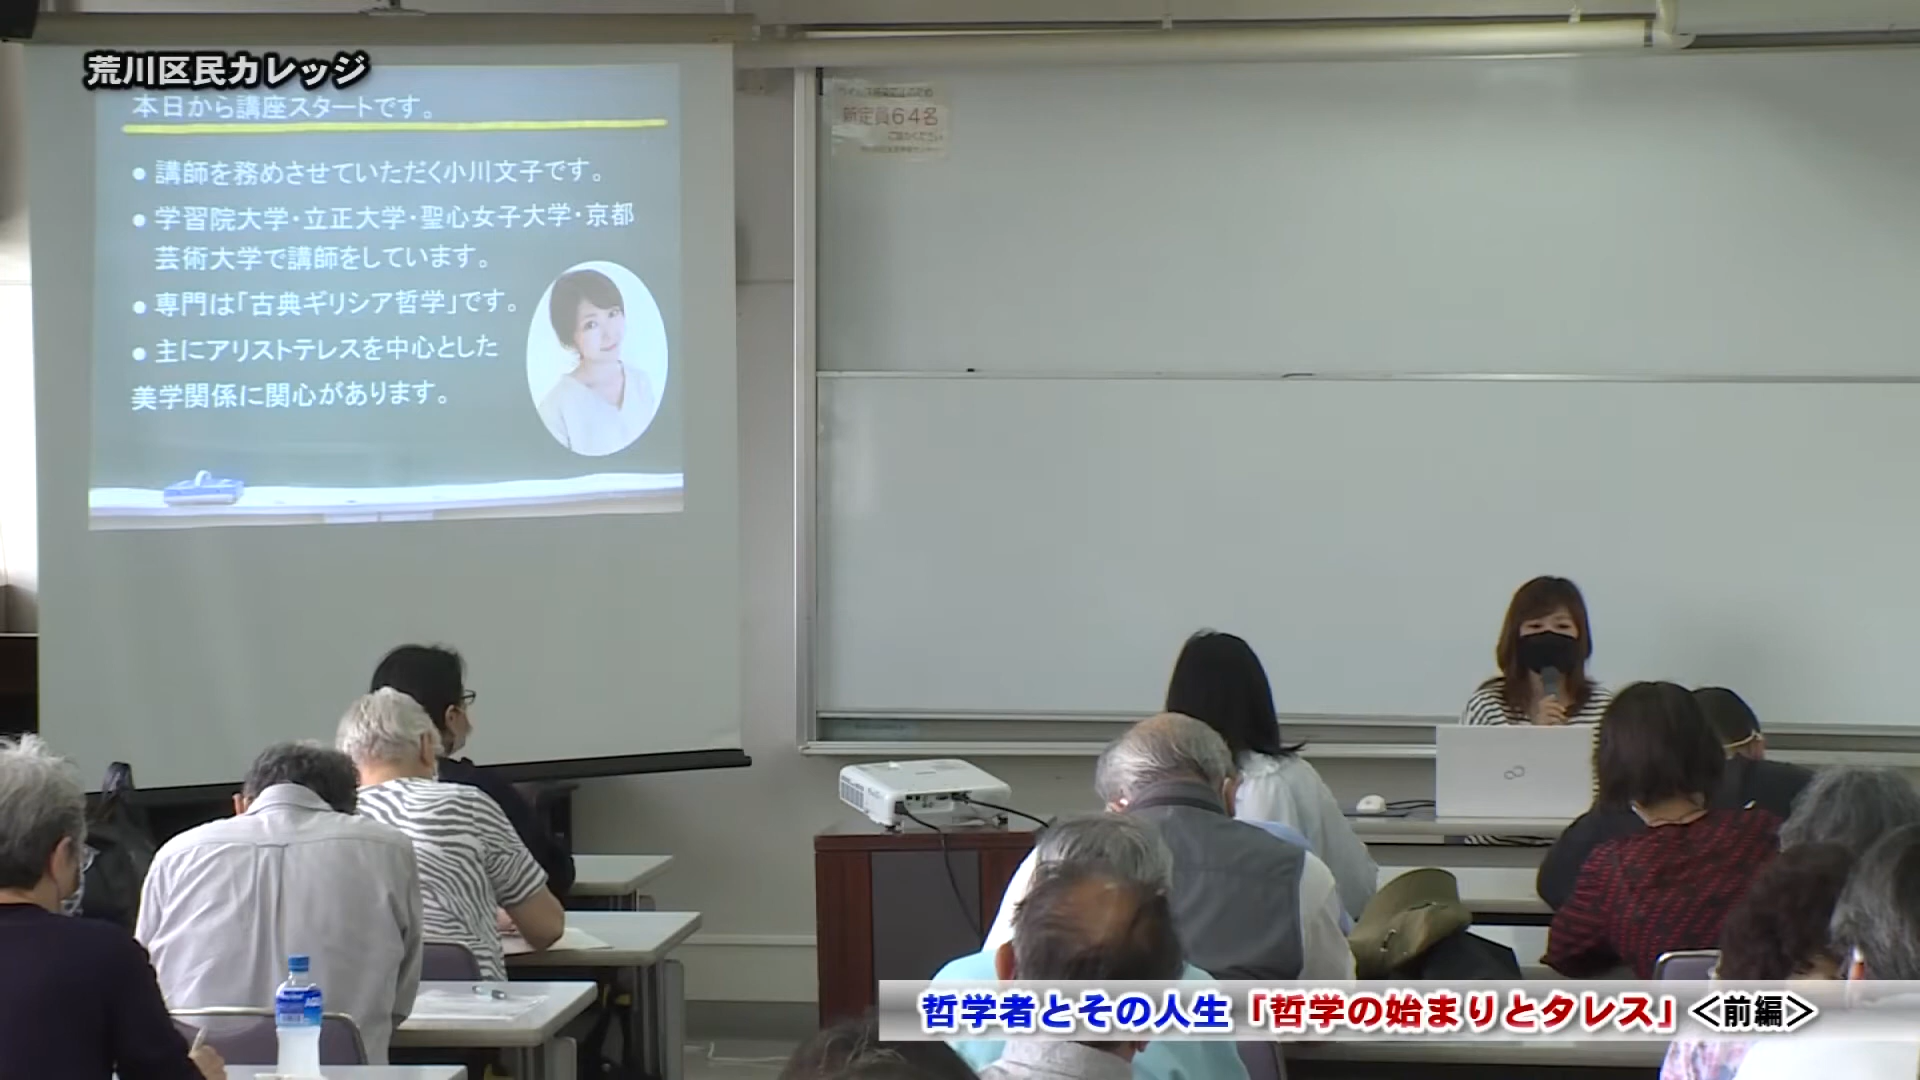 荒川区民カレッジ
本日から講座スタートです。
● 講師を務めさせていただく小川文子です。
● 学習院大学・立正大学・聖心女子大学・京都
芸術大学で講師をしています。
● 専門は「古典ギリシア哲学」です。
● 主にアリストテレスを中心とした
美学関係に関心があります。
新定員64名
ご協力ください
哲学者とその人生「哲学の始まりとタレス」＜前編＞